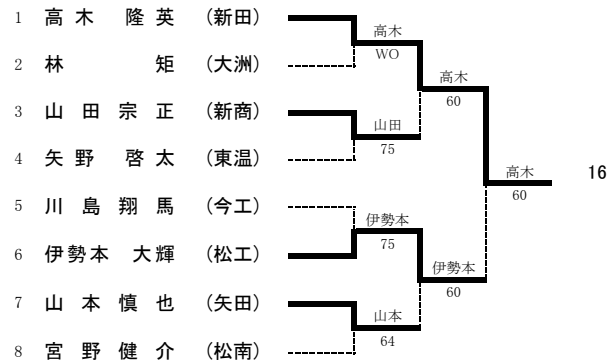 1 高木 隆英 (新田)
高木
2 林 矩 (大洲)
WO
高木
60
3 山田宗正 (新商)
山田
75
4 矢野啓太 (東温)
高木
60
16
5 川島翔馬 (今工)
伊勢本
75
6 伊勢本 大輝 (松工)
伊勢本
60
7 山本慎也 (矢田)
山本
64
8 宮野健介 (松南)